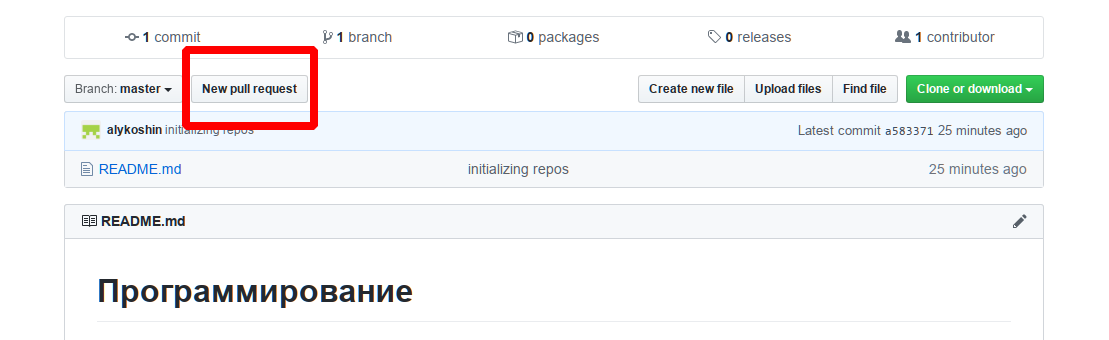 1 commit 1 branch 0 packages 0 releases 1 contributor
Branch: master New pull request Create new file Upload files Find file Clone or download
alykoshin initializing repos Latest commit a583371 25 minutes ago
README.md initializing repos 25 minutes ago
README.md
Программирование